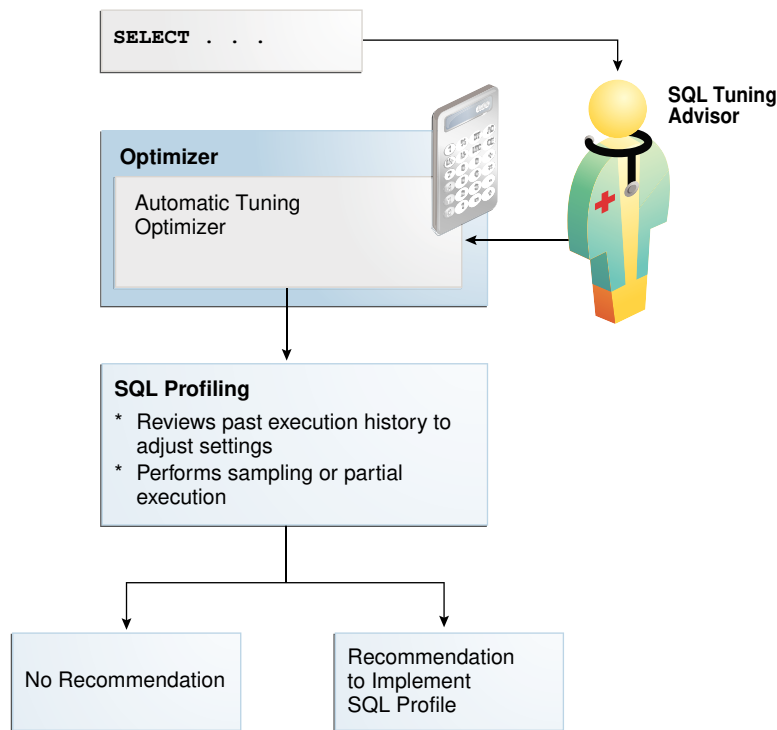 SELECT . . .
SQL Tuning
Advisor
Optimizer
Automatic Tuning
Optimizer
SQL Profiling
* Reviews past execution history to
adjust settings
* Performs sampling or partial
execution
No Recommendation
Recommendation
to Implement
SQL Profile